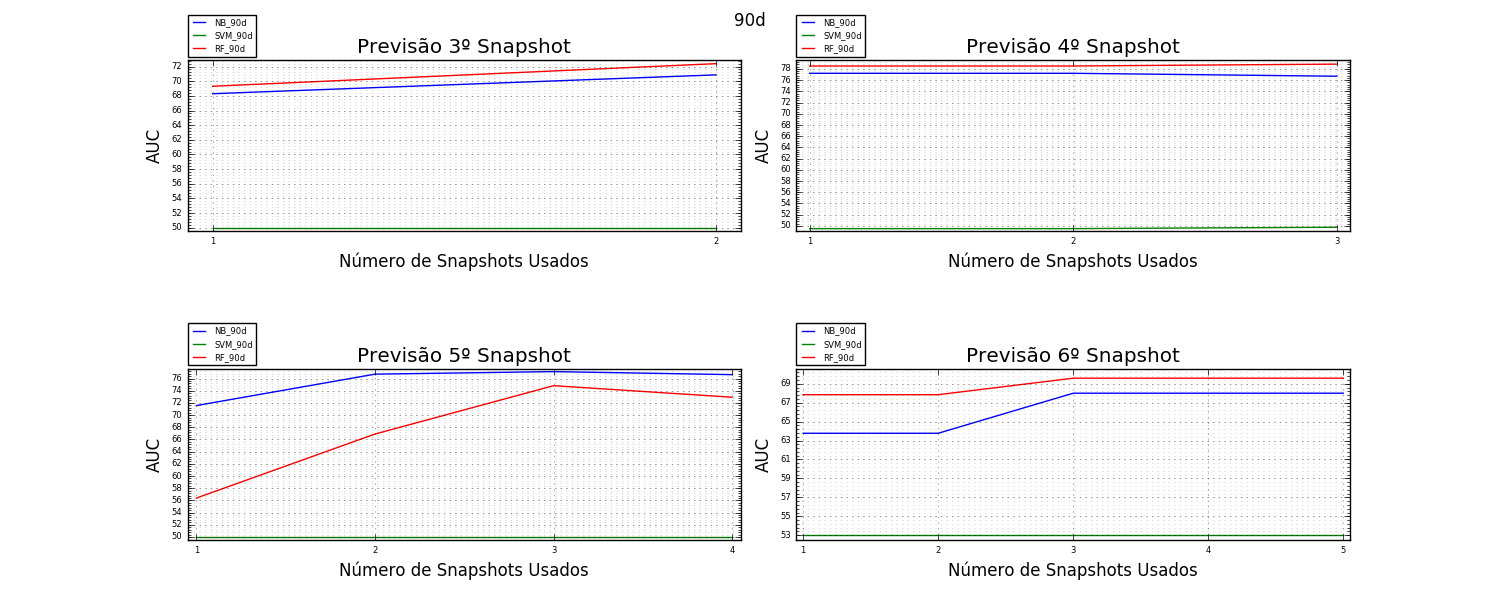 90d
NB_90d
SVM_90d
RF_90d
Previsão 3º Snapshot
AUC
72
70
68
66
64
62
60
58
56
54
52
50
1 2
Número de Snapshots Usados
NB_90d
SVM_90d
RF_90d
Previsão 4º Snapshot
AUC
78
76
74
72
70
68
66
64
62
60
58
56
54
52
50
1 2 3
Número de Snapshots Usados
NB_90d
SVM_90d
RF_90d
Previsão 5º Snapshot
AUC
76
74
72
70
68
66
64
62
60
58
56
54
52
50
1 2 3 4
Número de Snapshots Usados
NB_90d
SVM_90d
RF_90d
Previsão 6º Snapshot
AUC
69
67
65
63
61
59
57
55
53
1 2 3 4 5
Número de Snapshots Usados